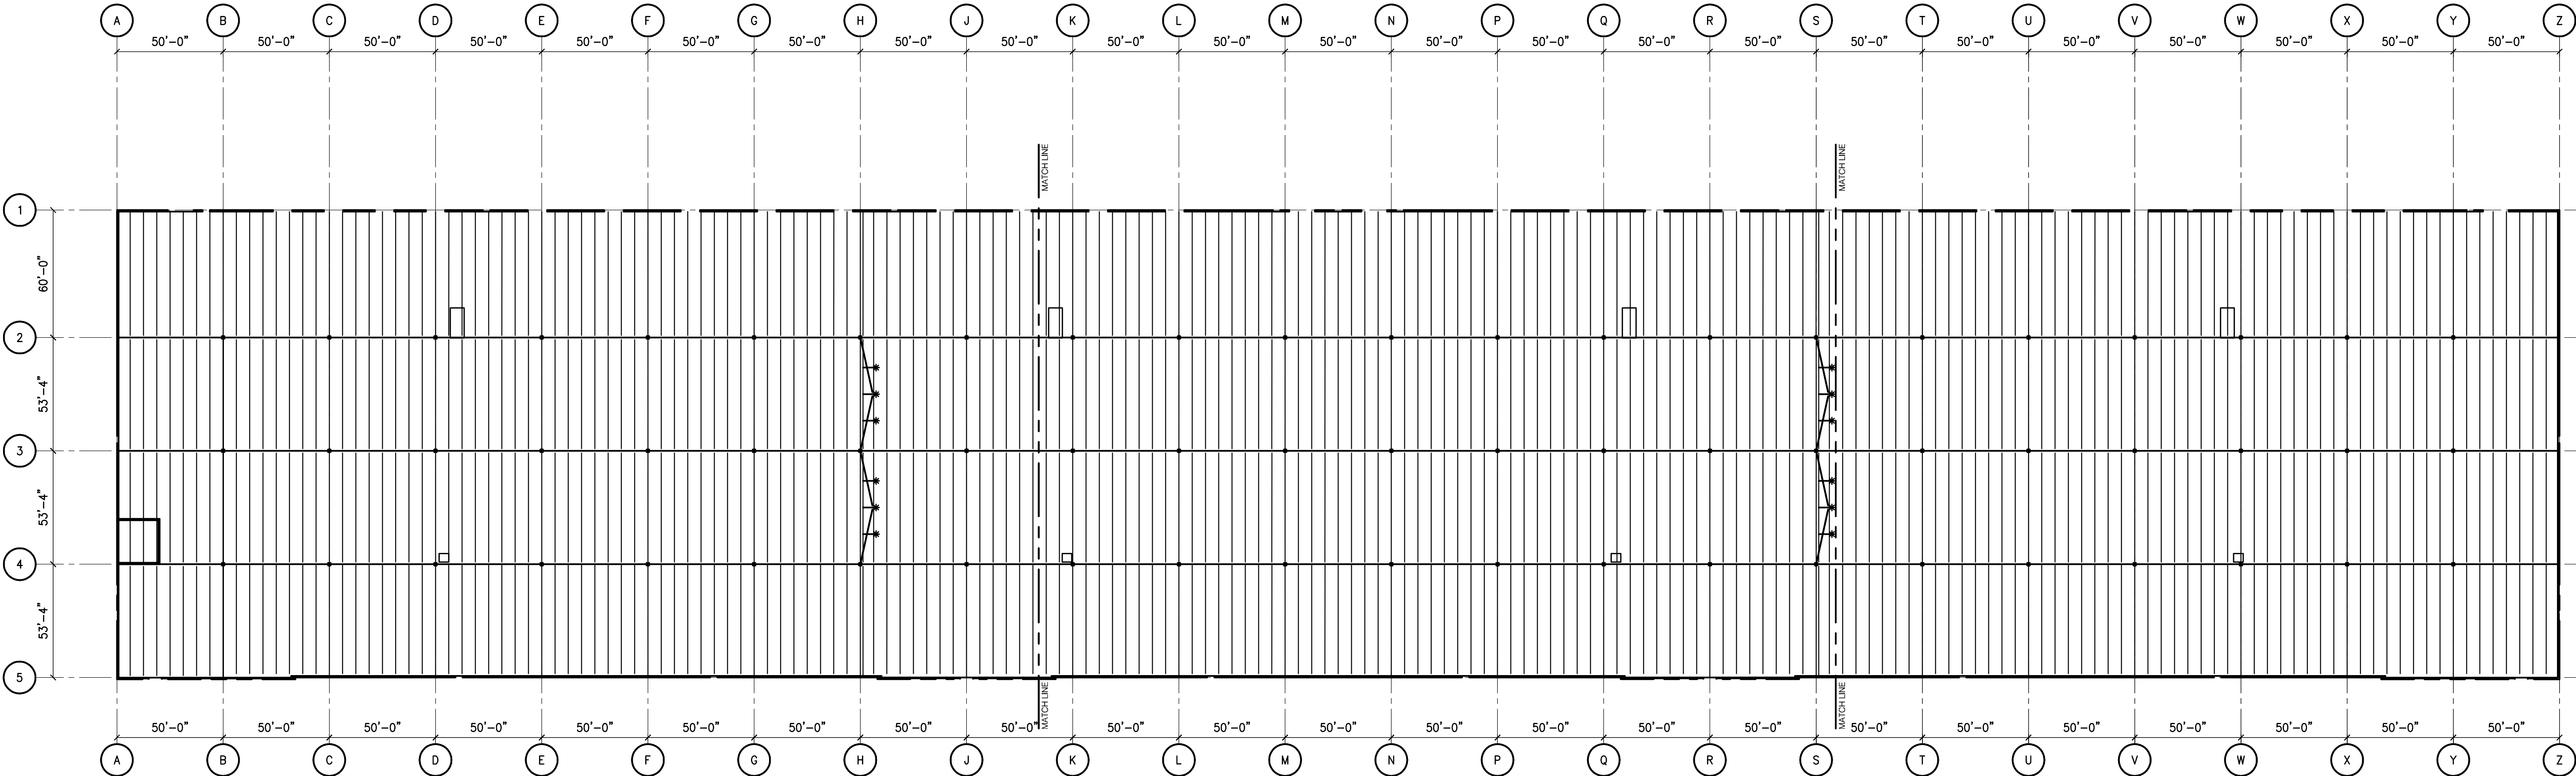 A B C D E F G H J K L M N P Q R S T U V W X Y Z
50'-0" 50'-0" 50'-0" 50'-0" 50'-0" 50'-0" 50'-0" 50'-0" 50'-0" 50'-0" 50'-0" 50'-0" 50'-0" 50'-0" 50'-0" 50'-0" 50'-0" 50'-0" 50'-0" 50'-0" 50'-0" 50'-0" 50'-0"
MATCH LINE
MATCH LINE
1
60'-0"
2
53'-4"
3
53'-4"
4
53'-4"
5
MATCH LINE
MATCH LINE
50'-0" 50'-0" 50'-0" 50'-0" 50'-0" 50'-0" 50'-0" 50'-0" 50'-0" 50'-0" 50'-0" 50'-0" 50'-0" 50'-0" 50'-0" 50'-0" 50'-0" 50'-0" 50'-0" 50'-0" 50'-0" 50'-0" 50'-0"
A B C D E F G H J K L M N P Q R S T U V W X Y Z